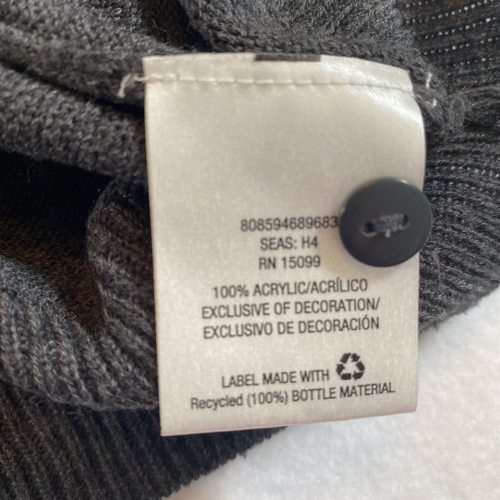 808594689683
SEAS: H4
RN 15099
100% ACRYLIC/ACRÍLICO
EXCLUSIVE OF DECORATION/
EXCLUSIVO DE DECORACIÓN
LABEL MADE WITH
Recycled (100%) BOTTLE MATERIAL